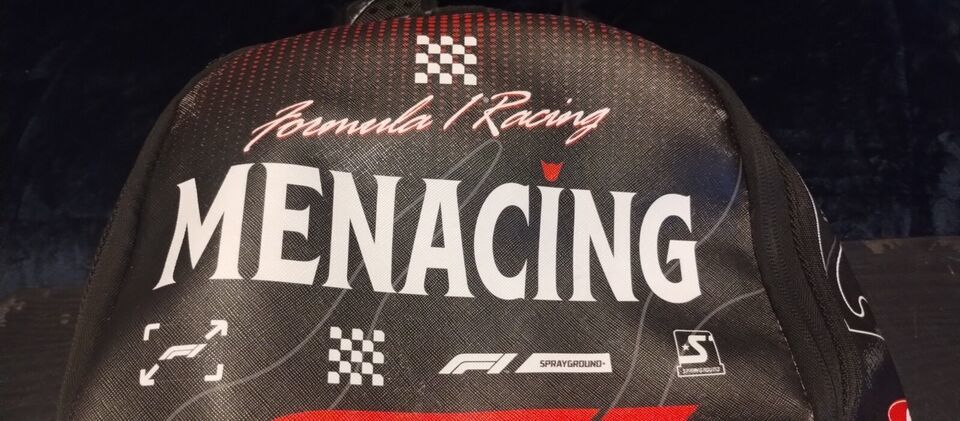 Formula 1 Racing
MENACING
F1 F1 SPRAYGROUND S SPRAYGROUND